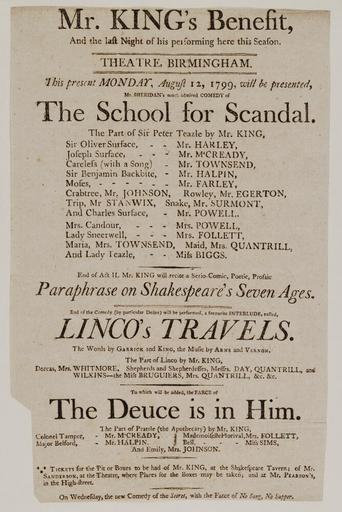 Mr. KING's Benefit,
And the last Night of his performing here this Season.
THEATRE, BIRMINGHAM.
This present MONDAY, August 12, 1799, will be presented,
Mr. SHERIDAN's much admired COMEDY of
The School for Scandal.
The Part of Sir Peter Teazle by Mr. KING,
Sir Oliver Surface, - - Mr. HARLEY,
Joseph Surface, - - Mr. McCREADY,
Careless (with a Song) - Mr. TOWNSEND,
Sir Benjamin Backbite, - Mr. HALPIN,
Moses, - - - - - Mr. FARLEY,
Crabtree, Mr. JOHNSON, Rowley, Mr. EGERTON,
Trip, Mr STANWIX, Snake, Mr. SURMONT,
And Charles Surface, - Mr. POWELL.
Mrs. Candour, - - - Mrs. POWELL,
Lady Sneerwell, - - - Mrs. FOLLETT,
Maria, Mrs. TOWNSEND, Maid, Mrs. QUANTRILL,
And Lady Teazle, - - Miss BIGGS.
End of Act II. Mr. KING will recite a Serio-Comic, Poetic, Prosaic
Paraphrase on Shakespeare's Seven Ages.
End of the Comedy (by particular Desire) will be performed, a favourite INTERLUDE, called,
LINCO's TRAVELS.
The Words by GARRICK and KING, the Music by ARNE and VERNON.
The Part of Linco by Mr. KING,
Dorcas, Mrs. WHITMORE, Shepherds and Shepherdesses, Messrs. DAY, QUANTRILL, and
WILKINS—the Miss BRUGUIERS, Mrs. QUANTRILL, &c. &c.
To which will be added, the FARCE of
The Deuce is in Him.
The Part of Prattle (the Apothecary) by Mr. KING,
Colonel Tamper, - Mr. McCREADY, Mademoiselle Florival, Mrs. FOLLETT,
Major Belford, - Mr. HALPIN. Bell, - - - Miss SIMS,
And Emily, Mrs. JOHNSON.
TICKETS for the Pit or Boxes to be had of Mr. KING, at the Shakespeare Tavern; of Mr.
SANDERSON, at the Theatre, where Places for the Boxes may be taken; and at Mr. PEARSON's,
in the High-street.
On Wednesday, the new Comedy of the Secret, with the Farce of No Song, No Supper.